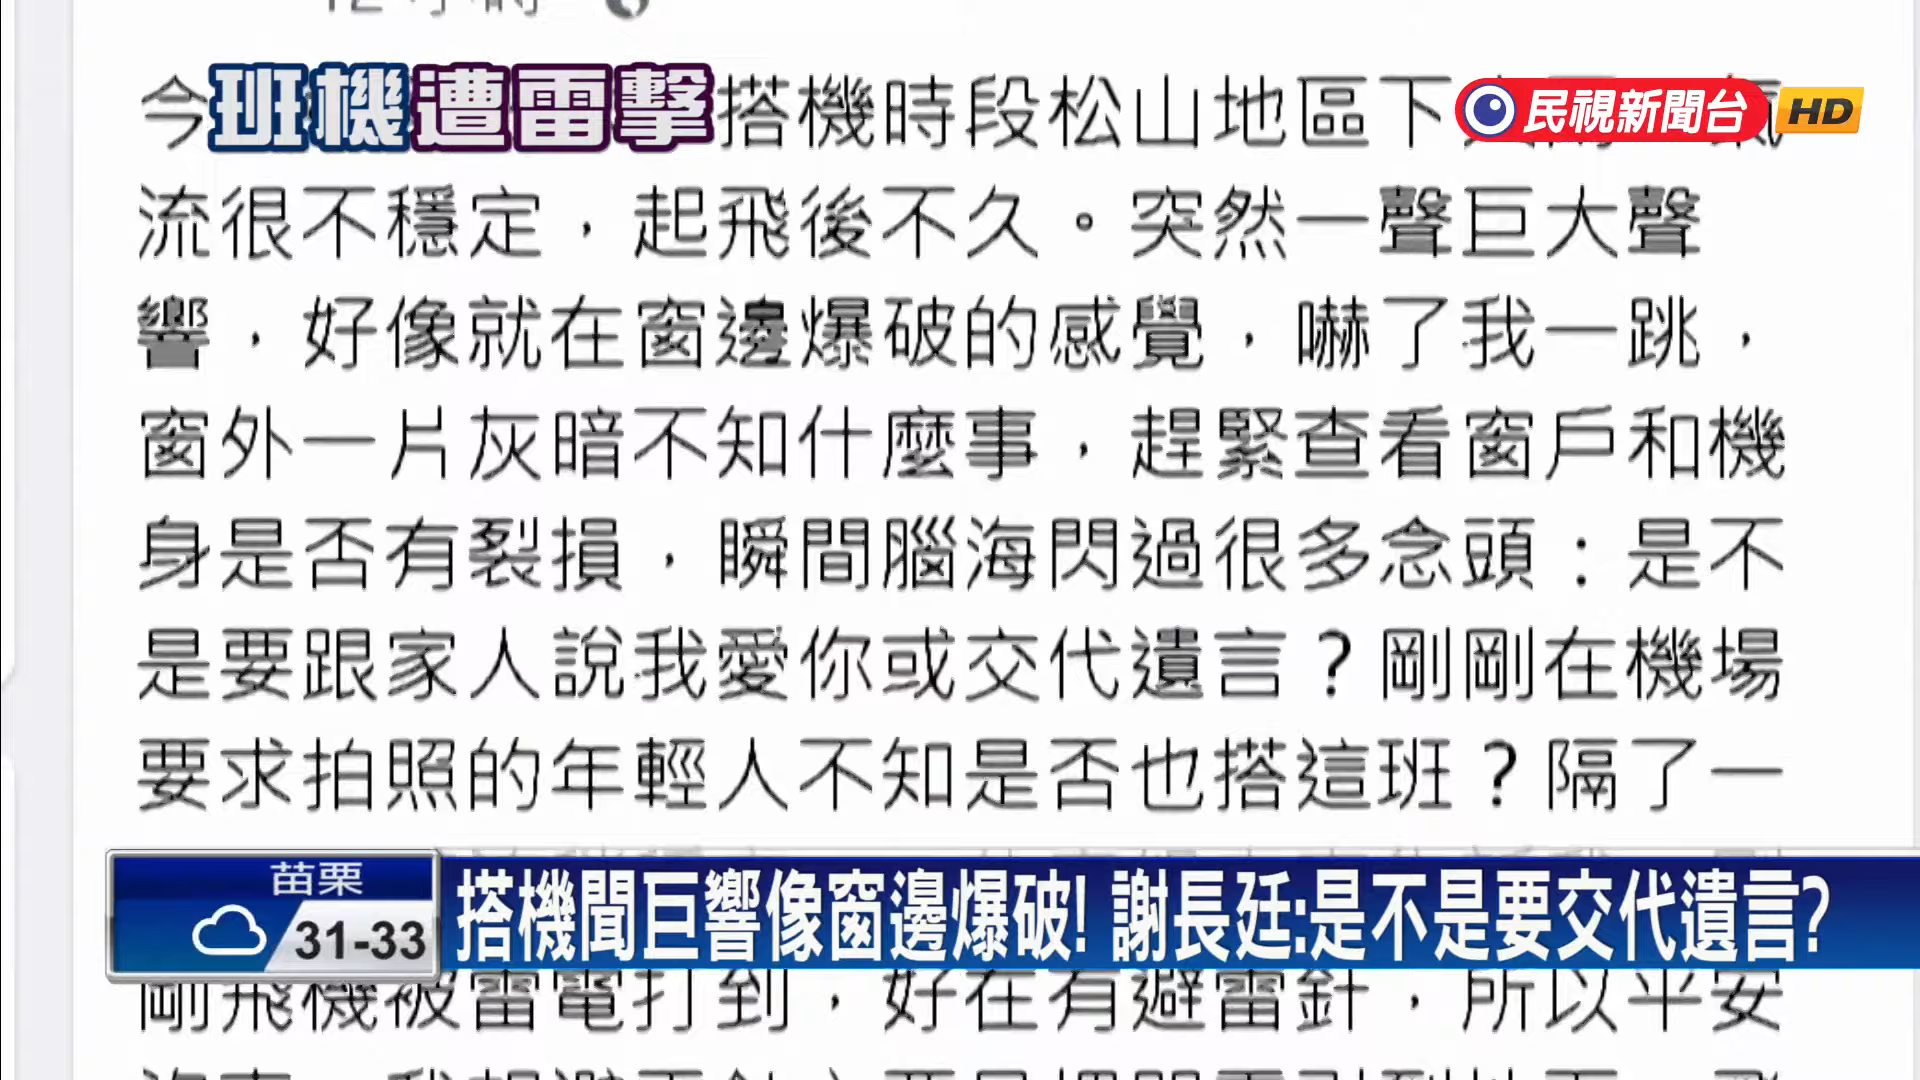 班機遭雷擊
民視新聞台 HD
今 搭機時段松山地區下
流很不穩定，起飛後不久。突然一聲巨大聲
響，好像就在窗邊爆破的感覺，嚇了我一跳，
窗外一片灰暗不知什麼事，趕緊查看窗戶和機
身是否有裂損，瞬間腦海閃過很多念頭：是不
是要跟家人說我愛你或交代遺言？剛剛在機場
要求拍照的年輕人不知是否也搭這班？隔了一
苗栗
31-33
搭機聞巨響像窗邊爆破! 謝長廷:是不是要交代遺言?
剛飛機被雷電打到，好在有避雷針，所以平安